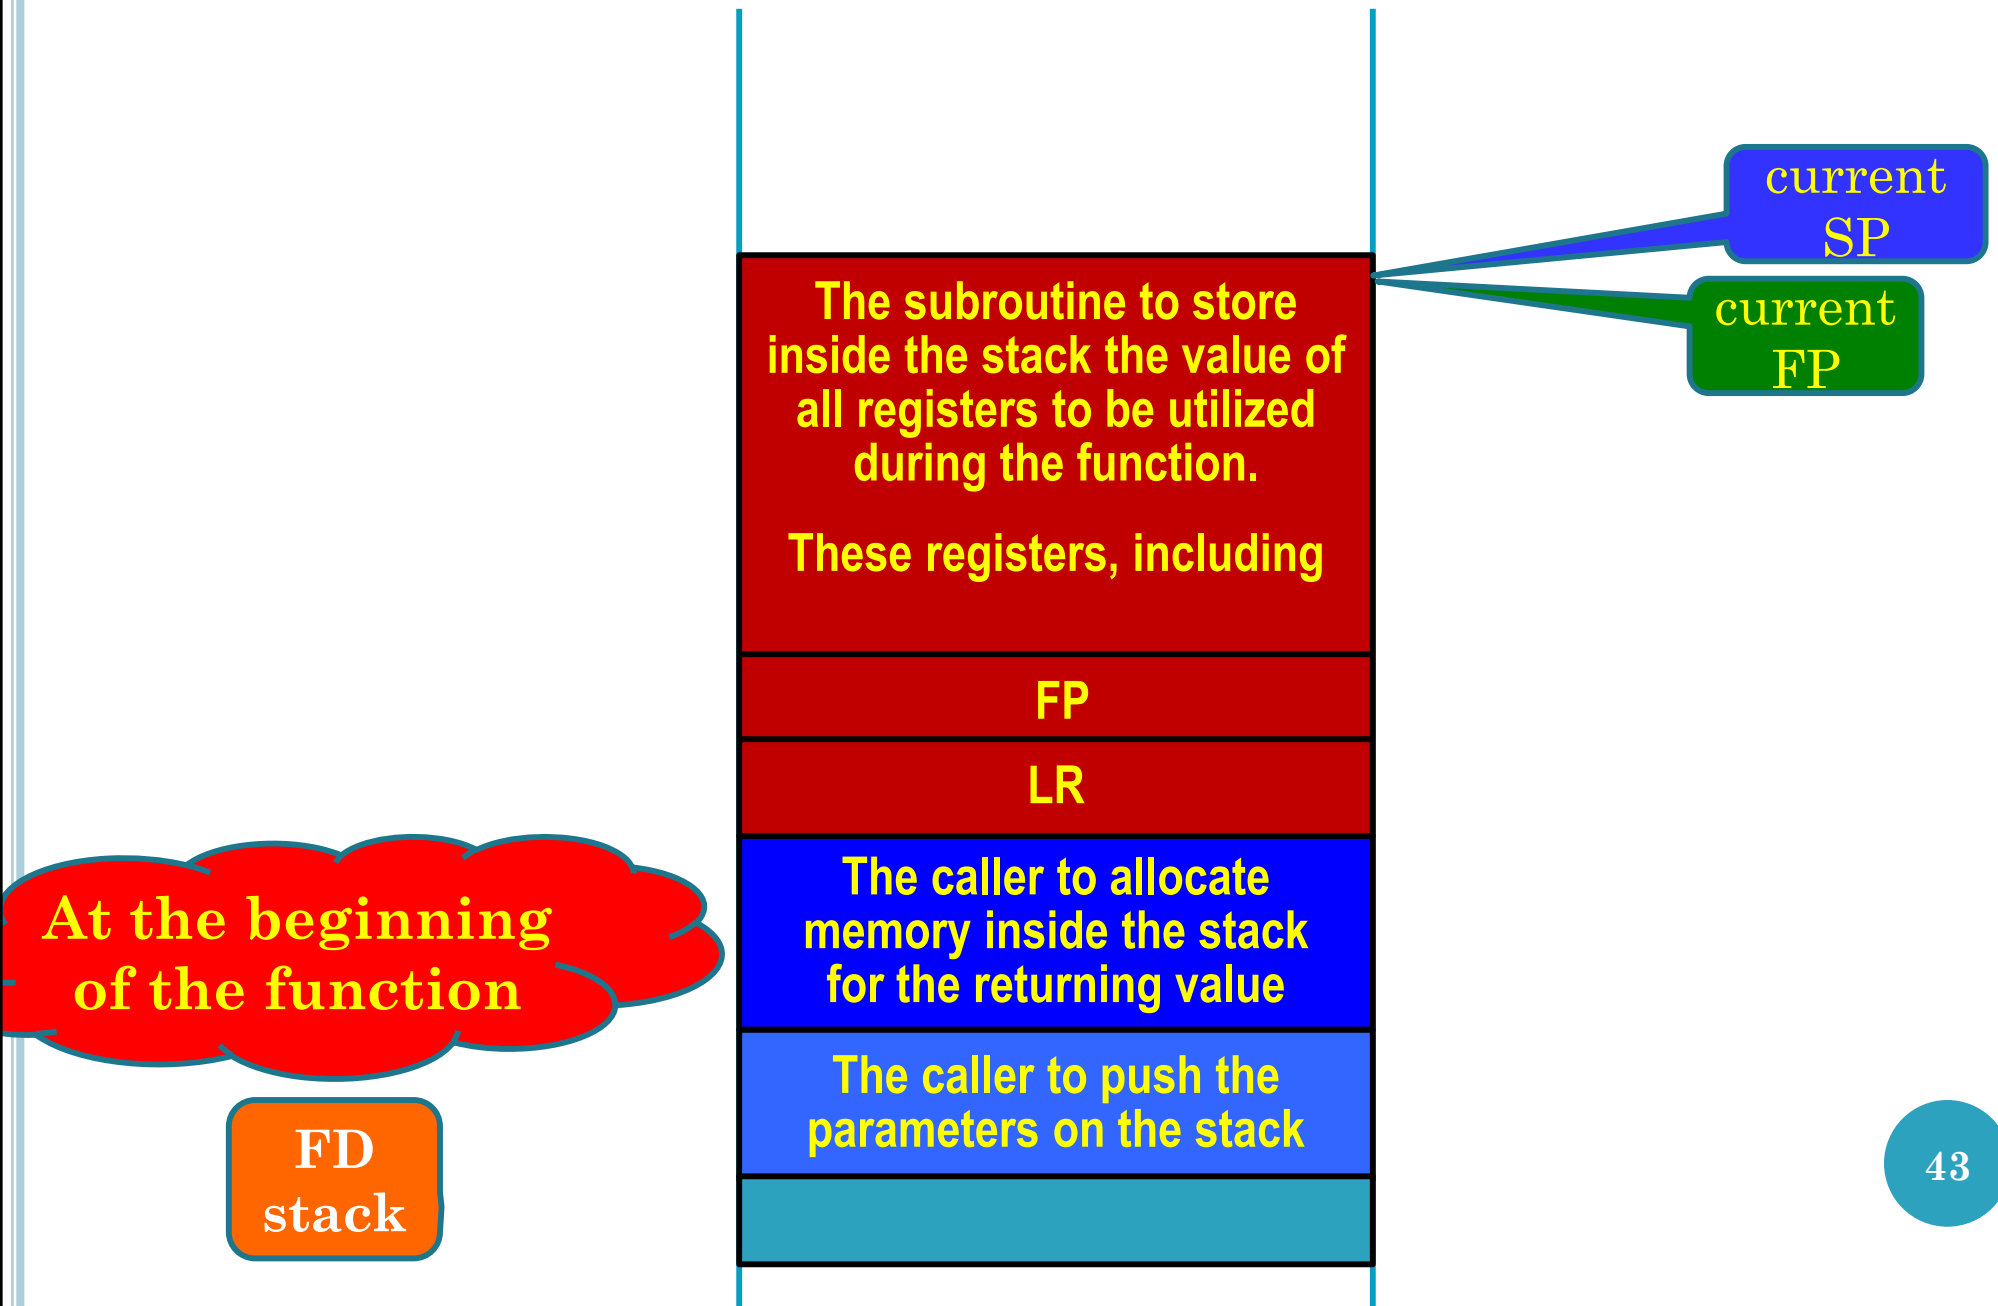 current
SP
current
FP
The subroutine to store
inside the stack the value of
all registers to be utilized
during the function.
These registers, including
FP
LR
The caller to allocate
memory inside the stack
for the returning value
The caller to push the
parameters on the stack
At the beginning
of the function
FD
stack
43